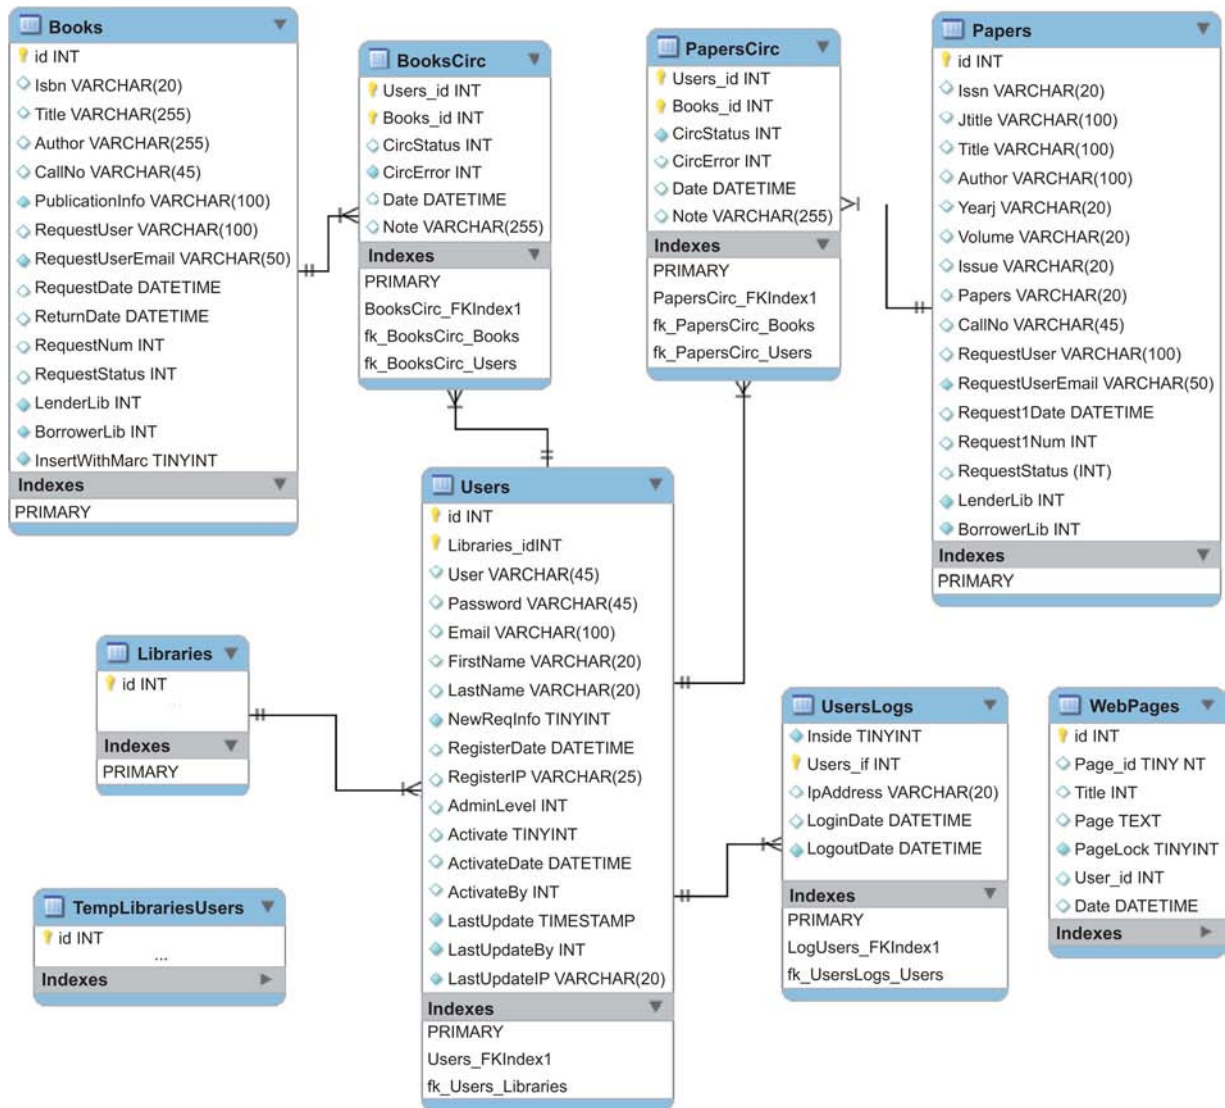 Books
id INT
Isbn VARCHAR(20)
Title VARCHAR(255)
Author VARCHAR(255)
CallNo VARCHAR(45)
PublicationInfo VARCHAR(100)
RequestUser VARCHAR(100)
RequestUserEmail VARCHAR(50)
RequestDate DATETIME
ReturnDate DATETIME
RequestNum INT
RequestStatus INT
LenderLib INT
BorrowerLib INT
InsertWithMarc TINYINT
Indexes
PRIMARY
BooksCirc
Users_id INT
Books_id INT
CircStatus INT
CircError INT
Date DATETIME
Note VARCHAR(255)
Indexes
PRIMARY
BooksCirc_FKIndex1
fk_BooksCirc_Books
fk_BooksCirc_Users
PapersCirc
Users_id INT
Books_id INT
CircStatus INT
CircError INT
Date DATETIME
Note VARCHAR(255)
Indexes
PRIMARY
PapersCirc_FKIndex1
fk_PapersCirc_Books
fk_PapersCirc_Users
Papers
id INT
Issn VARCHAR(20)
Jtitle VARCHAR(100)
Title VARCHAR(100)
Author VARCHAR(100)
Yearj VARCHAR(20)
Volume VARCHAR(20)
Issue VARCHAR(20)
Papers VARCHAR(20)
CallNo VARCHAR(45)
RequestUser VARCHAR(100)
RequestUserEmail VARCHAR(50)
Request1Date DATETIME
Request1Num INT
RequestStatus (INT)
LenderLib INT
BorrowerLib INT
Indexes
PRIMARY
Users
id INT
Libraries_idINT
User VARCHAR(45)
Password VARCHAR(45)
Email VARCHAR(100)
FirstName VARCHAR(20)
LastName VARCHAR(20)
NewReqInfo TINYINT
RegisterDate DATETIME
RegisterIP VARCHAR(25)
AdminLevel INT
Activate TINYINT
ActivateDate DATETIME
ActivateBy INT
LastUpdate TIMESTAMP
LastUpdateBy INT
LastUpdateIP VARCHAR(20)
Indexes
PRIMARY
Users_FKIndex1
fk_Users_Libraries
Libraries
id INT
...
Indexes
PRIMARY
TempLibrariesUsers
id INT
...
Indexes
UsersLogs
Inside TINYINT
Users_if INT
IpAddress VARCHAR(20)
LoginDate DATETIME
LogoutDate DATETIME
Indexes
PRIMARY
LogUsers_FKIndex1
fk_UsersLogs_Users
WebPages
id INT
Page_id TINY NT
Title INT
Page TEXT
PageLock TINYINT
User_id INT
Date DATETIME
Indexes